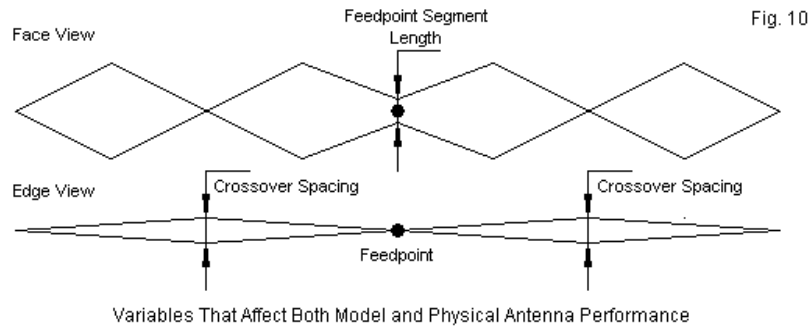 Feedpoint Segment
Length
Fig. 10
Face View
Edge View
Crossover Spacing
Crossover Spacing
Feedpoint
Variables That Affect Both Model and Physical Antenna Performance